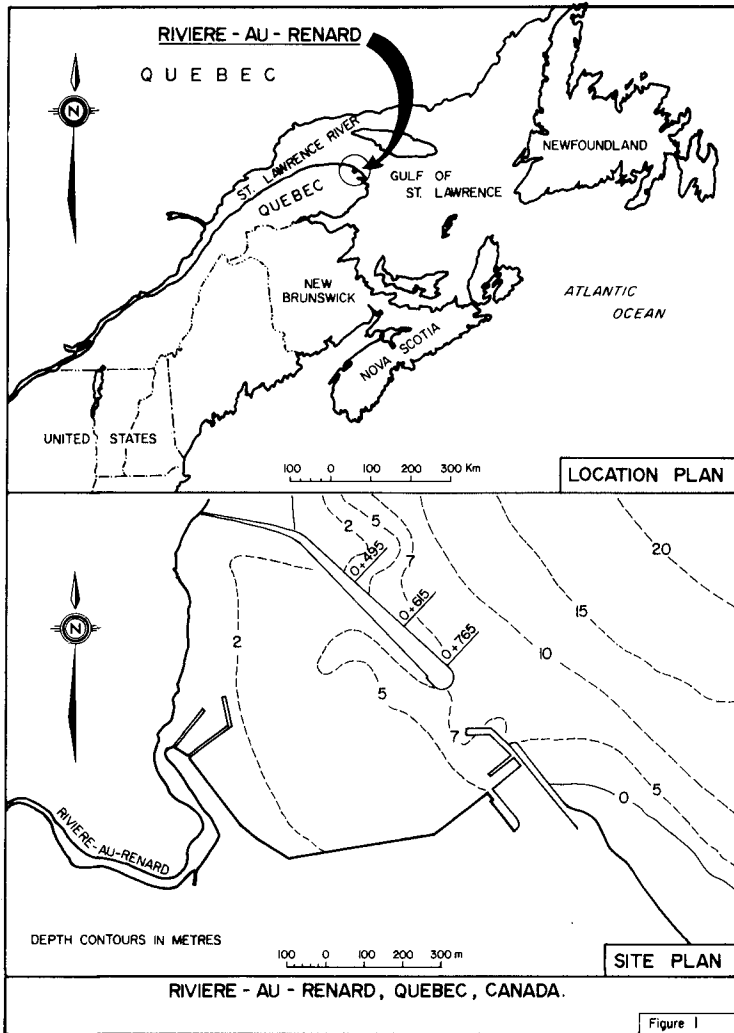 RIVIERE - AU - RENARD
QUEBEC
N
ST. LAWRENCE RIVER
QUEBEC
GULF OF
ST. LAWRENCE
NEWFOUNDLAND
NEW
BRUNSWICK
NOVA SCOTIA
ATLANTIC
OCEAN
UNITED STATES
100 0 100 200 300 Km
LOCATION PLAN
2
5
7
0+495
0+615
0+765
20
15
10
N
2
5
7
5
0
RIVIERE-AU-RENARD
DEPTH CONTOURS IN METRES
100 0 100 200 300 m
SITE PLAN
RIVIERE - AU - RENARD, QUEBEC, CANADA.
Figure 1